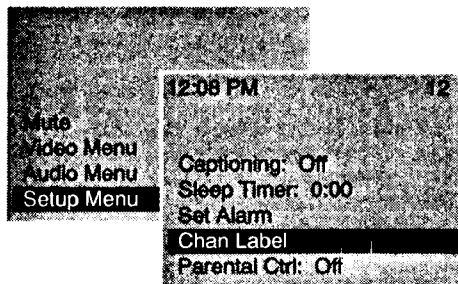 Mute
Video Menu
Audio Menu
Setup Menu
12:08 PM 12
Captioning: Off
Sleep Timer: 0:00
Set Alarm
Chan Label
Parental Ctrl: Off